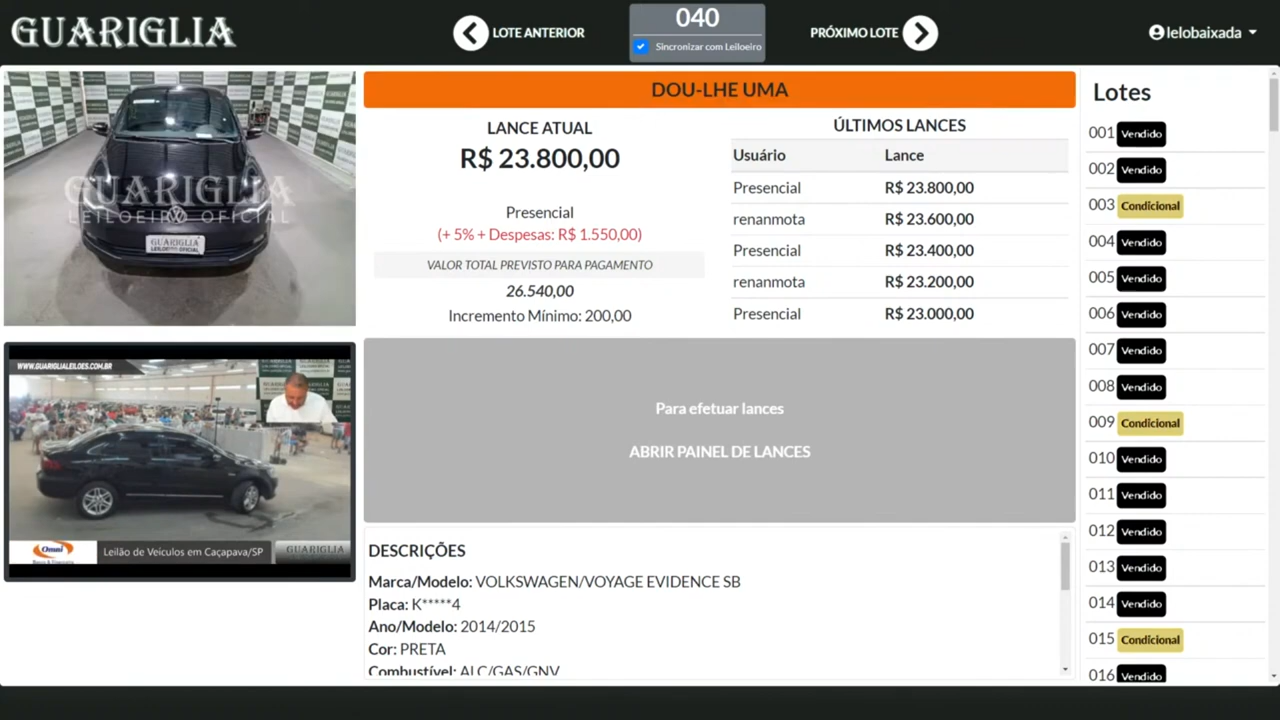 GUARIGLIA
LOTE ANTERIOR
040
Sincronizar com Leiloeiro
PRÓXIMO LOTE
lelobaixada
GUARIGLIA
LEILOEIRO OFICIAL
GUARIGLIA
LEILOEIRO OFICIAL
WWW.GUARIGLIALEILOES.COM.BR
GUARIGLIA
Omni
Leilão de Veiculos em Caçapava/SP
GUARIGLIA
DOU-LHE UMA
LANCE ATUAL
R$ 23.800,00
Presencial
(+ 5% + Despesas: R$ 1.550,00)
VALOR TOTAL PREVISTO PARA PAGAMENTO
26.540,00
Incremento Mínimo: 200,00
ÚLTIMOS LANCES
Usuário Lance
Presencial R$ 23.800,00
renanmota R$ 23.600,00
Presencial R$ 23.400,00
renanmota R$ 23.200,00
Presencial R$ 23.000,00
Para efetuar lances
ABRIR PAINEL DE LANCES
DESCRIÇÕES
Marca/Modelo: VOLKSWAGEN/VOYAGE EVIDENCE SB
Placa: K*****4
Ano/Modelo: 2014/2015
Cor: PRETA
Combustível: ALC/GAS/GNV
Lotes
001 Vendido
002 Vendido
003 Condicional
004 Vendido
005 Vendido
006 Vendido
007 Vendido
008 Vendido
009 Condicional
010 Vendido
011 Vendido
012 Vendido
013 Vendido
014 Vendido
015 Condicional
016 Vendido